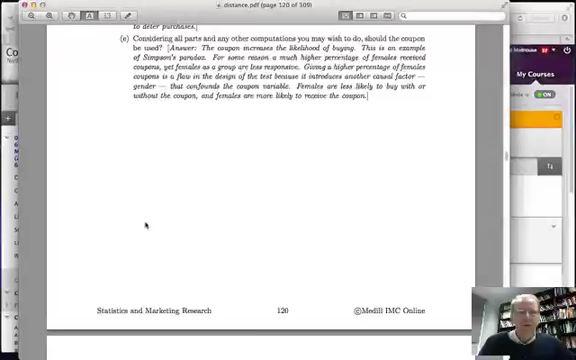 distance.pdf (page 120 of 309)
to deter purchases.]
(e) Considering all parts and any other computations you may wish to do, should the coupon
be used? [Answer: The coupon increases the likelihood of buying. This is an example
of Simpson's paradox. For some reason a much higher percentage of females received
coupons, yet females as a group are less responsive. Giving a higher percentage of females
coupons is a flaw in the design of the test because it introduces another causal factor —
gender — that confounds the coupon variable. Females are less likely to buy with or
without the coupon, and females are more likely to receive the coupon.]
My Courses
ON
Statistics and Marketing Research 120 ©Medill IMC Online